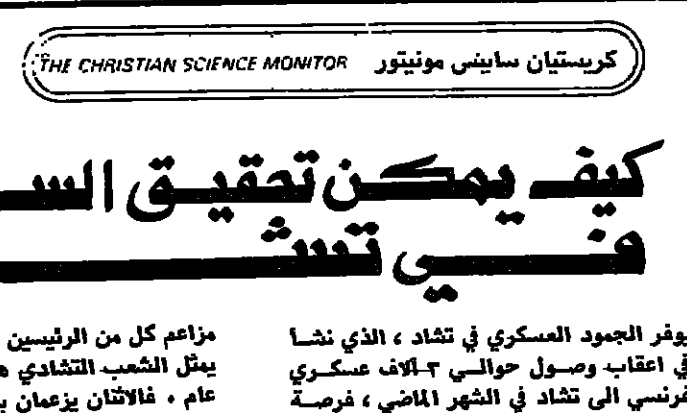 كريستيان ساينس مونيتور THE CHRISTIAN SCIENCE MONITOR
كيف يمكن تحقيق
في
يوفر الجمود العسكري في تشاد ، الذي نشأ
في اعقاب وصول حوالي ٣ آلاف عسكري
فرنسي الى تشاد في الشهر الماضي ، فرصة
مزاعم كل من الرئيسين
يمثل الشعب التشادي
عام ، فالاثنان يزعمان